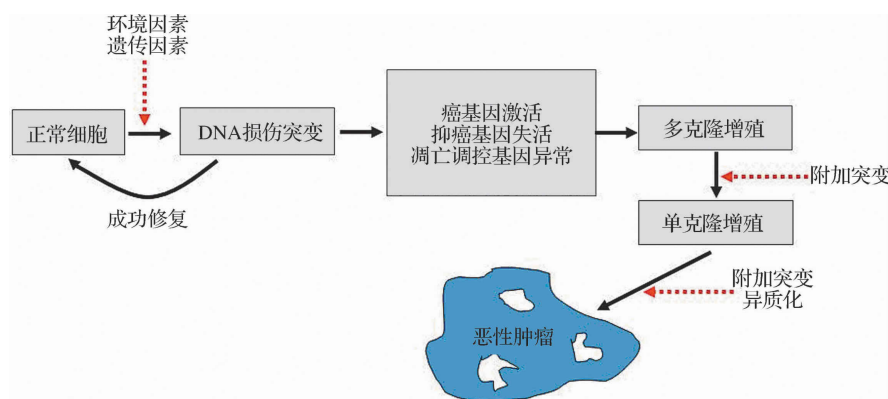 环境因素
遗传因素
正常细胞
DNA损伤突变
癌基因激活
抑癌基因失活
凋亡调控基因异常
多克隆增殖
成功修复
附加突变
单克隆增殖
附加突变
异质化
恶性肿瘤